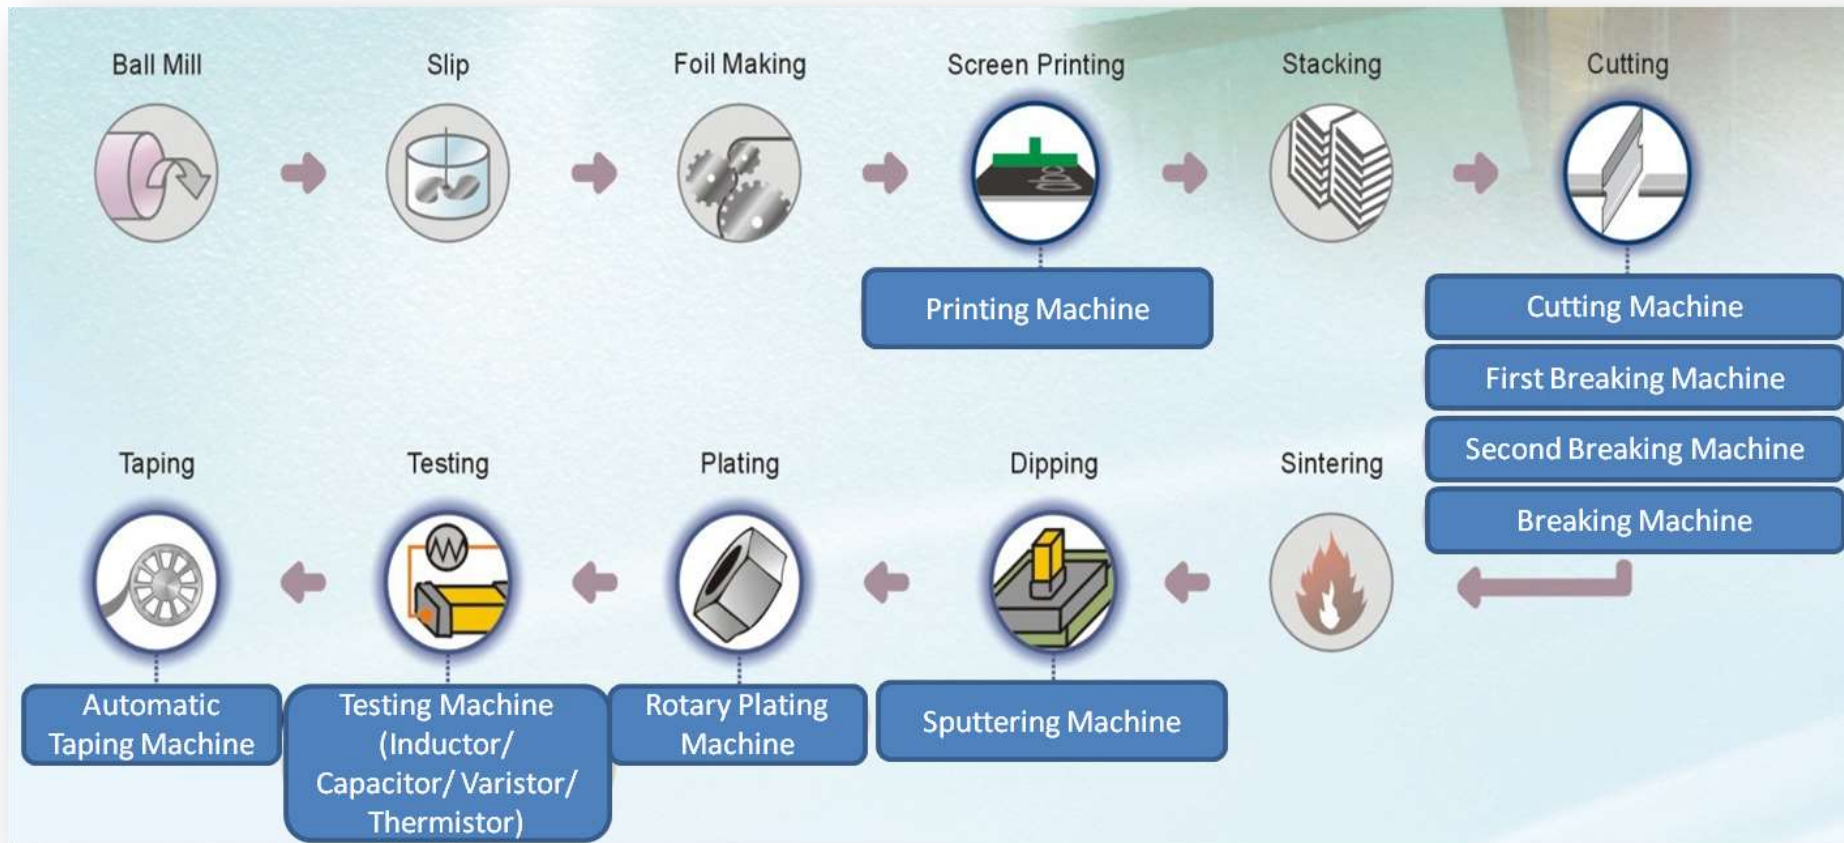 Ball Mill
Slip
Foil Making
Screen Printing
Stacking
Cutting
abc
Printing Machine
Cutting Machine
First Breaking Machine
Second Breaking Machine
Breaking Machine
Taping
Testing
Plating
Dipping
Sintering
Automatic
Taping Machine
Testing Machine
(Inductor/
Capacitor/ Varistor/
Thermistor)
Rotary Plating
Machine
Sputtering Machine